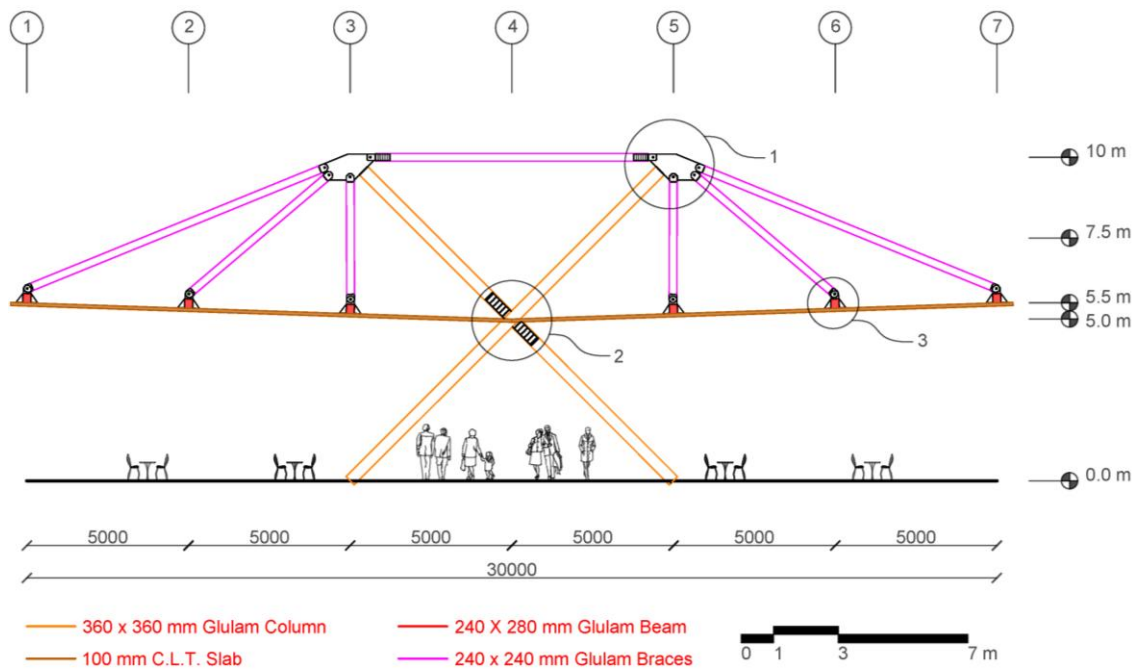 1 2 3 4 5 6 7
1
10 m
7.5 m
5.5 m
5.0 m
2
3
0.0 m
5000 5000 5000 5000 5000 5000
30000
360 x 360 mm Glulam Column
240 X 280 mm Glulam Beam
100 mm C.L.T. Slab
240 x 240 mm Glulam Braces
0 1 3 7 m